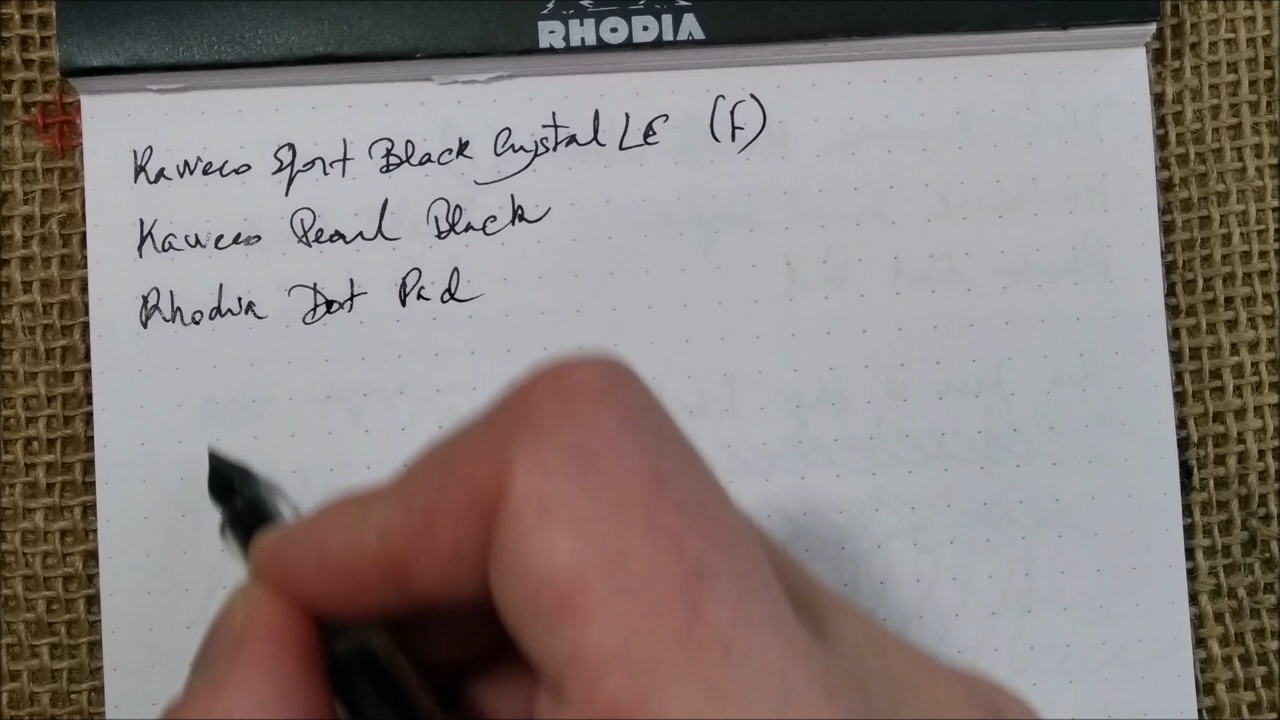 RHODIA
Kaweco Sport Black Crystal LE (F)
Kaweco Pearl Black
Rhodia Dot Pad